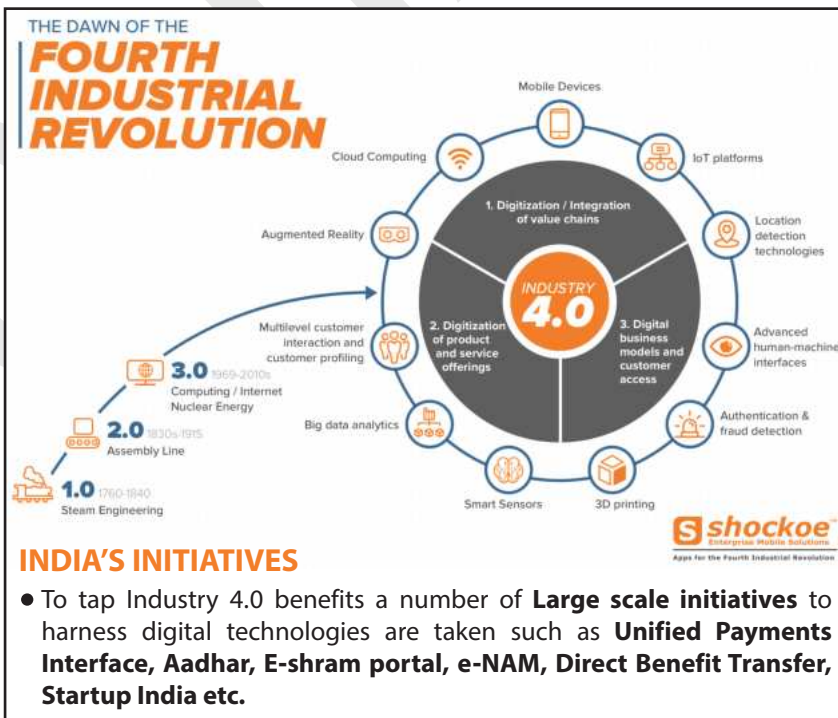 THE DAWN OF THE
FOURTH
INDUSTRIAL
REVOLUTION
Mobile Devices
Cloud Computing
IoT platforms
Augmented Reality
Location
detection
technologies
Multilevel customer
interaction and
customer profiling
Advanced
human-machine
interfaces
Big data analytics
Authentication &
fraud detection
Smart Sensors
3D printing
1. Digitization / Integration
of value chains
INDUSTRY
4.0
2. Digitization
of product
and service
offerings
3. Digital
business
models and
customer
access
3.0 1969-2010s
Computing / Internet
Nuclear Energy
2.0 1830s-1915
Assembly Line
1.0 1760-1840
Steam Engineering
S shockoe™
Enterprise Mobile Solutions
Apps for the Fourth Industrial Revolution
INDIA'S INITIATIVES
● To tap Industry 4.0 benefits a number of Large scale initiatives to
harness digital technologies are taken such as Unified Payments
Interface, Aadhar, E-shram portal, e-NAM, Direct Benefit Transfer,
Startup India etc.